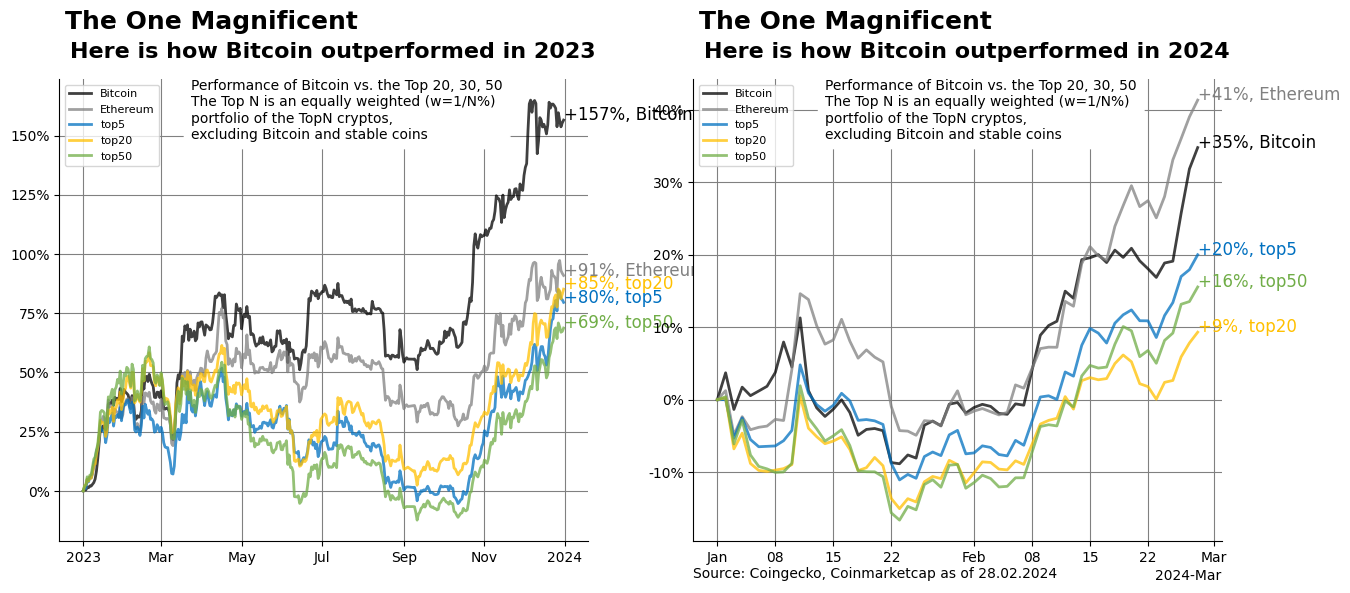 The One Magnificent
Here is how Bitcoin outperformed in 2023
Bitcoin
Ethereum
top5
top20
top50
Performance of Bitcoin vs. the Top 20, 30, 50
The Top N is an equally weighted (w=1/N%)
portfolio of the TopN cryptos,
excluding Bitcoin and stable coins
150%
125%
100%
75%
50%
25%
0%
+157%, Bitcoin
+91%, Ethereum
+85%, top20
+80%, top5
+69%, top50
2023
Mar
May
Jul
Sep
Nov
2024
The One Magnificent
Here is how Bitcoin outperformed in 2024
Bitcoin
Ethereum
top5
top20
top50
Performance of Bitcoin vs. the Top 20, 30, 50
The Top N is an equally weighted (w=1/N%)
portfolio of the TopN cryptos,
excluding Bitcoin and stable coins
40%
30%
20%
10%
0%
-10%
+41%, Ethereum
+35%, Bitcoin
+20%, top5
+16%, top50
+9%, top20
Jan
08
15
22
Feb
08
15
22
Mar
2024-Mar
Source: Coingecko, Coinmarketcap as of 28.02.2024